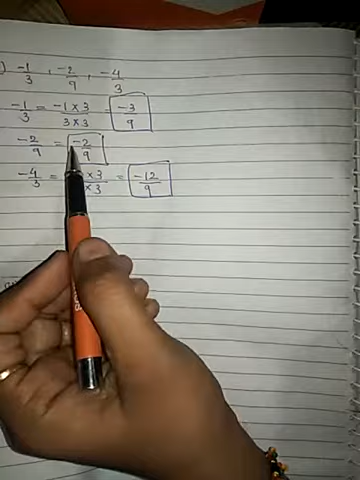 ) -1/3 , -2/9 , -4/3
-1/3 = -1×3/3×3 = -3/9
-2/9 = -2/9
-4/3 = ×3/×3 = -12/9